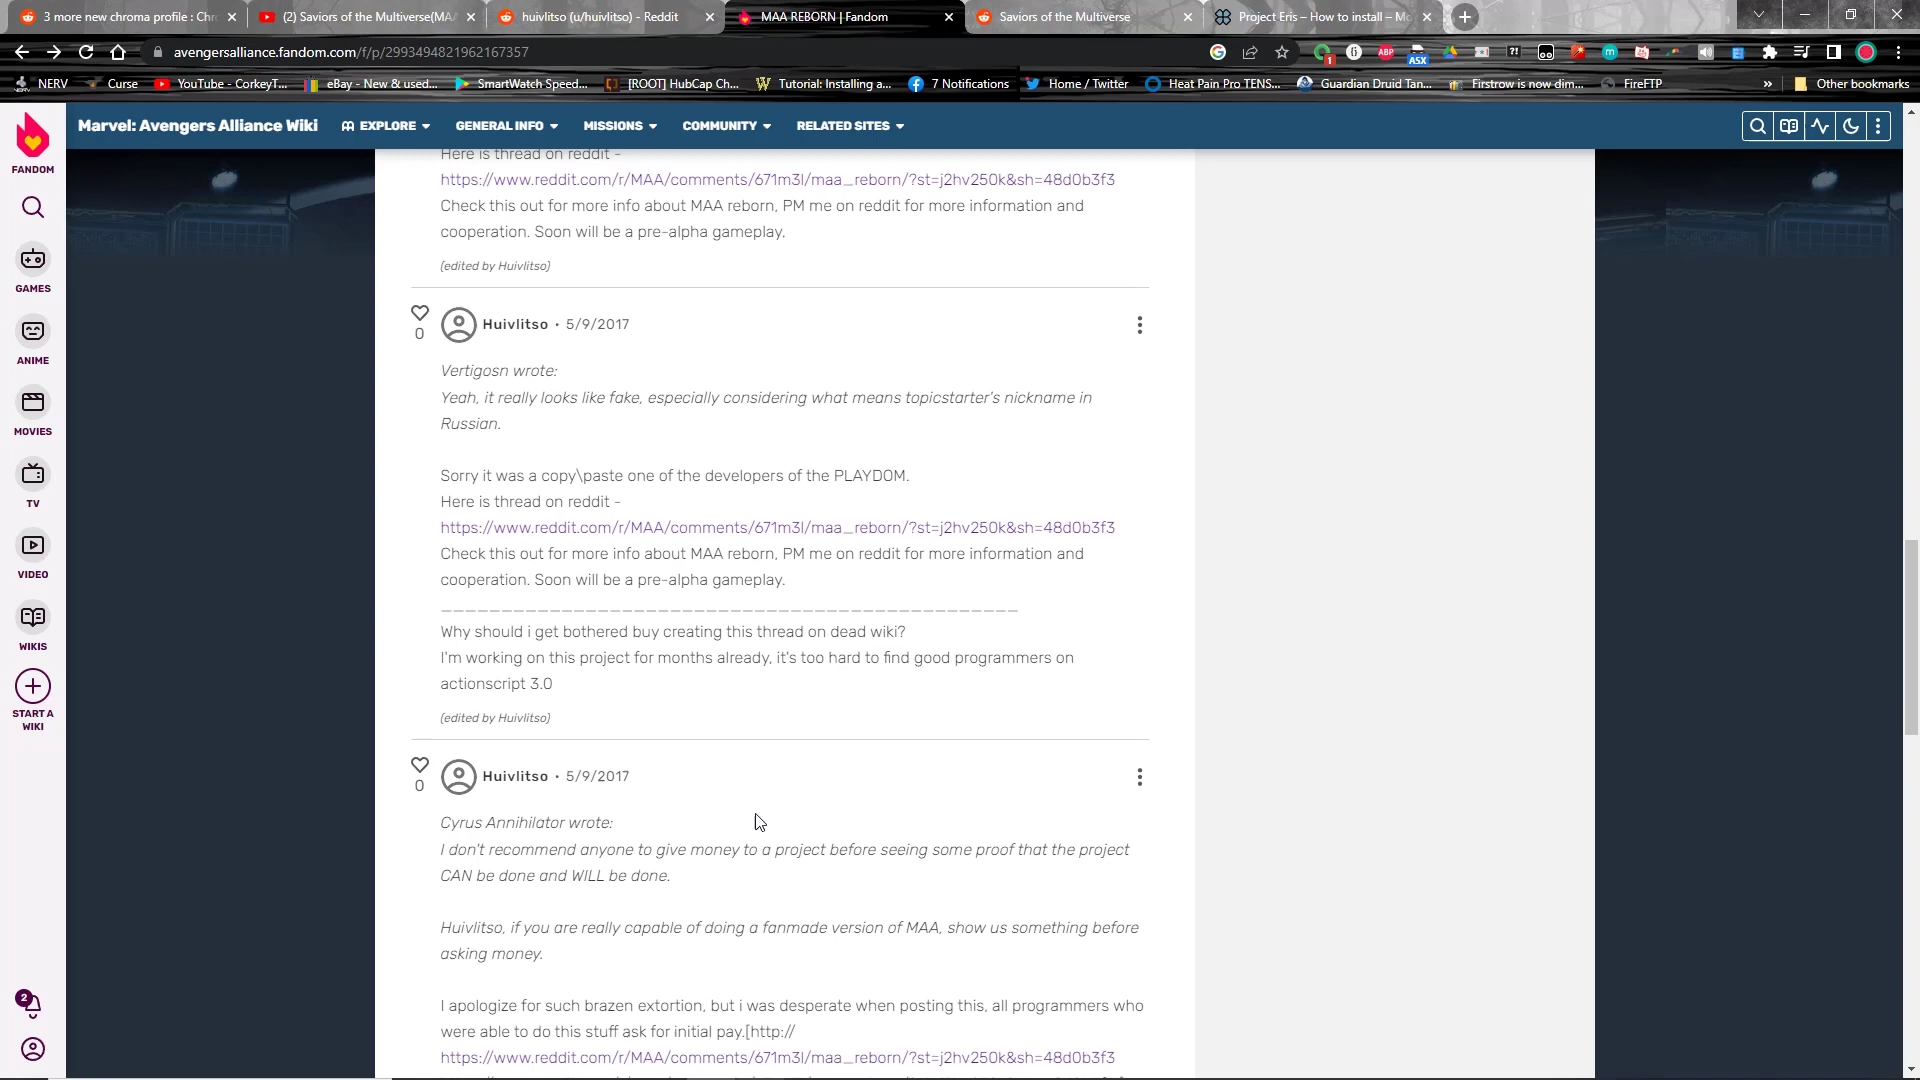 3 more new chroma profile : Chr
(2) Saviors of the Multiverse(MAA
huivlitso (u/huivlitso) - Reddit
MAA REBORN | Fandom
Saviors of the Multiverse
Project Eris – How to install – Mo
avengersalliance.fandom.com/f/p/2993494821962167357
1
ABP
ASX
NERV
Curse
YouTube - CorkeyT...
eBay - New & used...
SmartWatch Speed...
[ROOT] HubCap Ch...
Tutorial: Installing a...
7 Notifications
Home / Twitter
Heat Pain Pro TENS...
Guardian Druid Tan...
Firstrow is now dim...
FireFTP
»
Other bookmarks
FANDOM
Marvel: Avengers Alliance Wiki
EXPLORE
GENERAL INFO
MISSIONS
COMMUNITY
RELATED SITES
GAMES
ANIME
MOVIES
TV
VIDEO
WIKIS
START A
WIKI
2
Here is thread on reddit -
https://www.reddit.com/r/MAA/comments/671m3l/maa_reborn/?st=j2hv250k&sh=48d0b3f3
Check this out for more info about MAA reborn, PM me on reddit for more information and
cooperation. Soon will be a pre-alpha gameplay.
(edited by Huivlitso)
0
Huivlitso • 5/9/2017
Vertigosn wrote:
Yeah, it really looks like fake, especially considering what means topicstarter's nickname in
Russian.
Sorry it was a copy\paste one of the developers of the PLAYDOM.
Here is thread on reddit -
https://www.reddit.com/r/MAA/comments/671m3l/maa_reborn/?st=j2hv250k&sh=48d0b3f3
Check this out for more info about MAA reborn, PM me on reddit for more information and
cooperation. Soon will be a pre-alpha gameplay.
________________________________________________
Why should i get bothered buy creating this thread on dead wiki?
I'm working on this project for months already, it's too hard to find good programmers on
actionscript 3.0
(edited by Huivlitso)
0
Huivlitso • 5/9/2017
Cyrus Annihilator wrote:
I don't recommend anyone to give money to a project before seeing some proof that the project
CAN be done and WILL be done.
Huivlitso, if you are really capable of doing a fanmade version of MAA, show us something before
asking money.
I apologize for such brazen extortion, but i was desperate when posting this, all programmers who
were able to do this stuff ask for initial pay.[http://
https://www.reddit.com/r/MAA/comments/671m3l/maa_reborn/?st=j2hv250k&sh=48d0b3f3